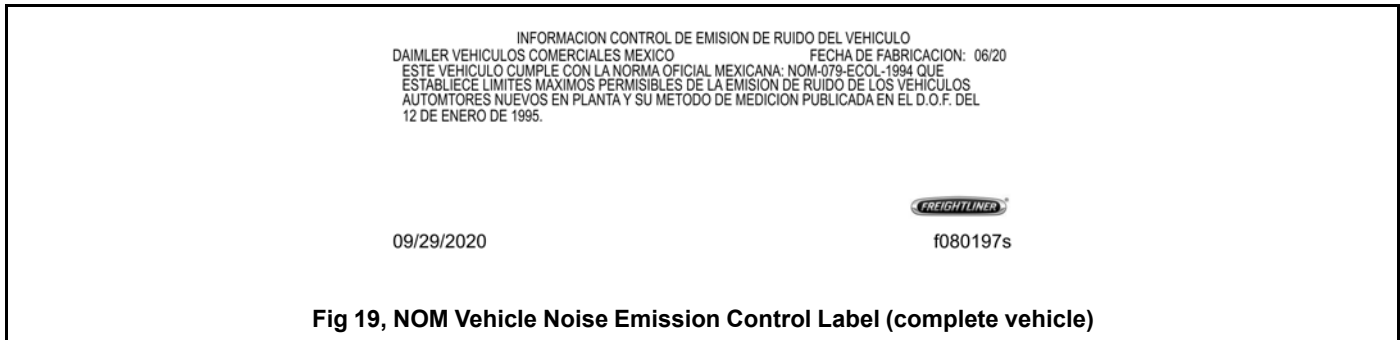 INFORMACION CONTROL DE EMISION DE RUIDO DEL VEHICULO
DAIMLER VEHICULOS COMERCIALES MEXICO FECHA DE FABRICACION: 06/20
ESTE VEHICULO CUMPLE CON LA NORMA OFICIAL MEXICANA: NOM-079-ECOL-1994 QUE
ESTABLECE LIMITES MAXIMOS PERMISIBLES DE LA EMISION DE RUIDO DE LOS VEHICULOS
AUTOMTORES NUEVOS EN PLANTA Y SU METODO DE MEDICION PUBLICADA EN EL D.O.F. DEL
12 DE ENERO DE 1995.
FREIGHTLINER
09/29/2020 f080197s
Fig 19, NOM Vehicle Noise Emission Control Label (complete vehicle)